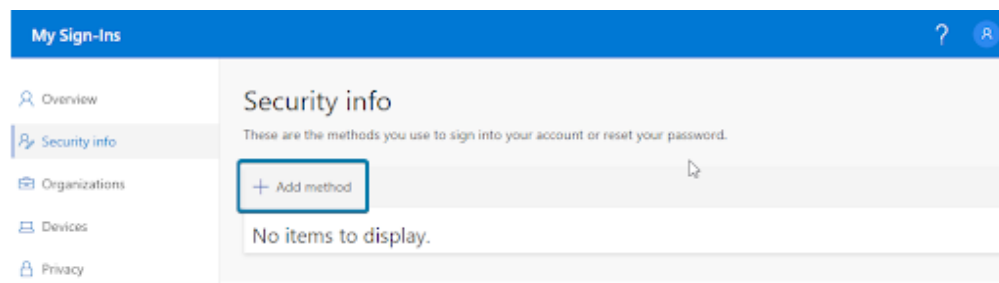 My Sign-Ins
?
Overview
Security info
Organizations
Devices
Privacy
Security info
These are the methods you use to sign into your account or reset your password.
+ Add method
No items to display.